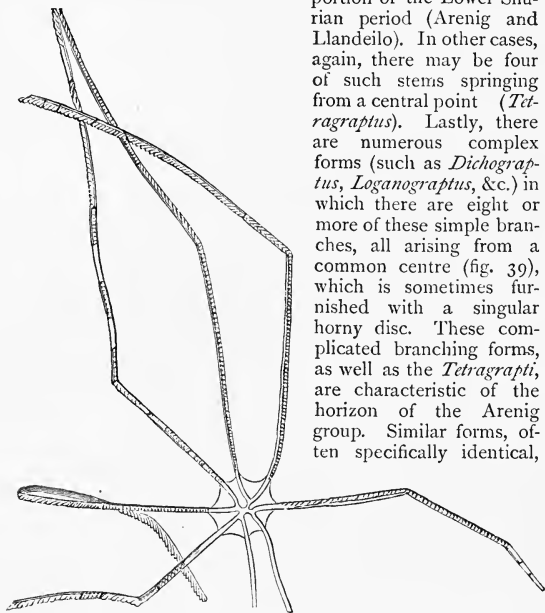 portion of the Lower Silu-
rian period (Arenig and
Llandeilo). In other cases,
again, there may be four
of such stems springing
from a central point (Tet-
ragraptus). Lastly, there
are numerous complex
forms (such as Dichograp-
tus, Loganograptus, &c.) in
which there are eight or
more of these simple bran-
ches, all arising from a
common centre (fig. 39),
which is sometimes fur-
nished with a singular
horny disc. These com-
plicated branching forms,
as well as the Tetragrapti,
are characteristic of the
horizon of the Arenig
group. Similar forms, of-
ten specifically identical,